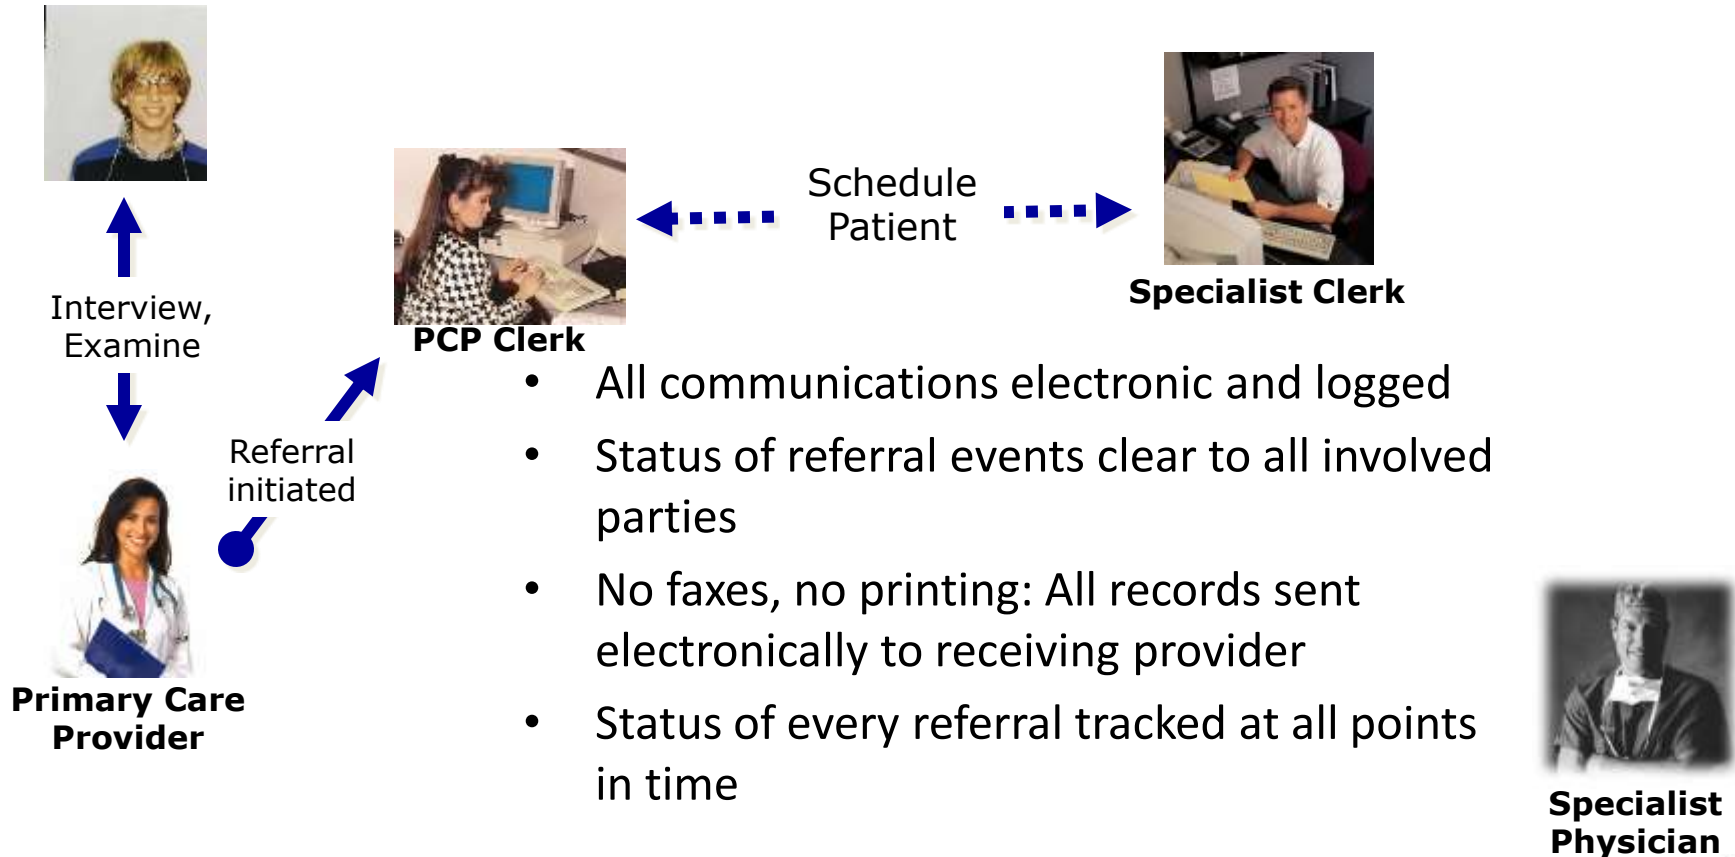 Schedule
Patient
Specialist Clerk
Interview,
Examine
PCP Clerk
Referral
initiated
Primary Care
Provider
• All communications electronic and logged
• Status of referral events clear to all involved
parties
• No faxes, no printing: All records sent
electronically to receiving provider
• Status of every referral tracked at all points
in time
Specialist
Physician